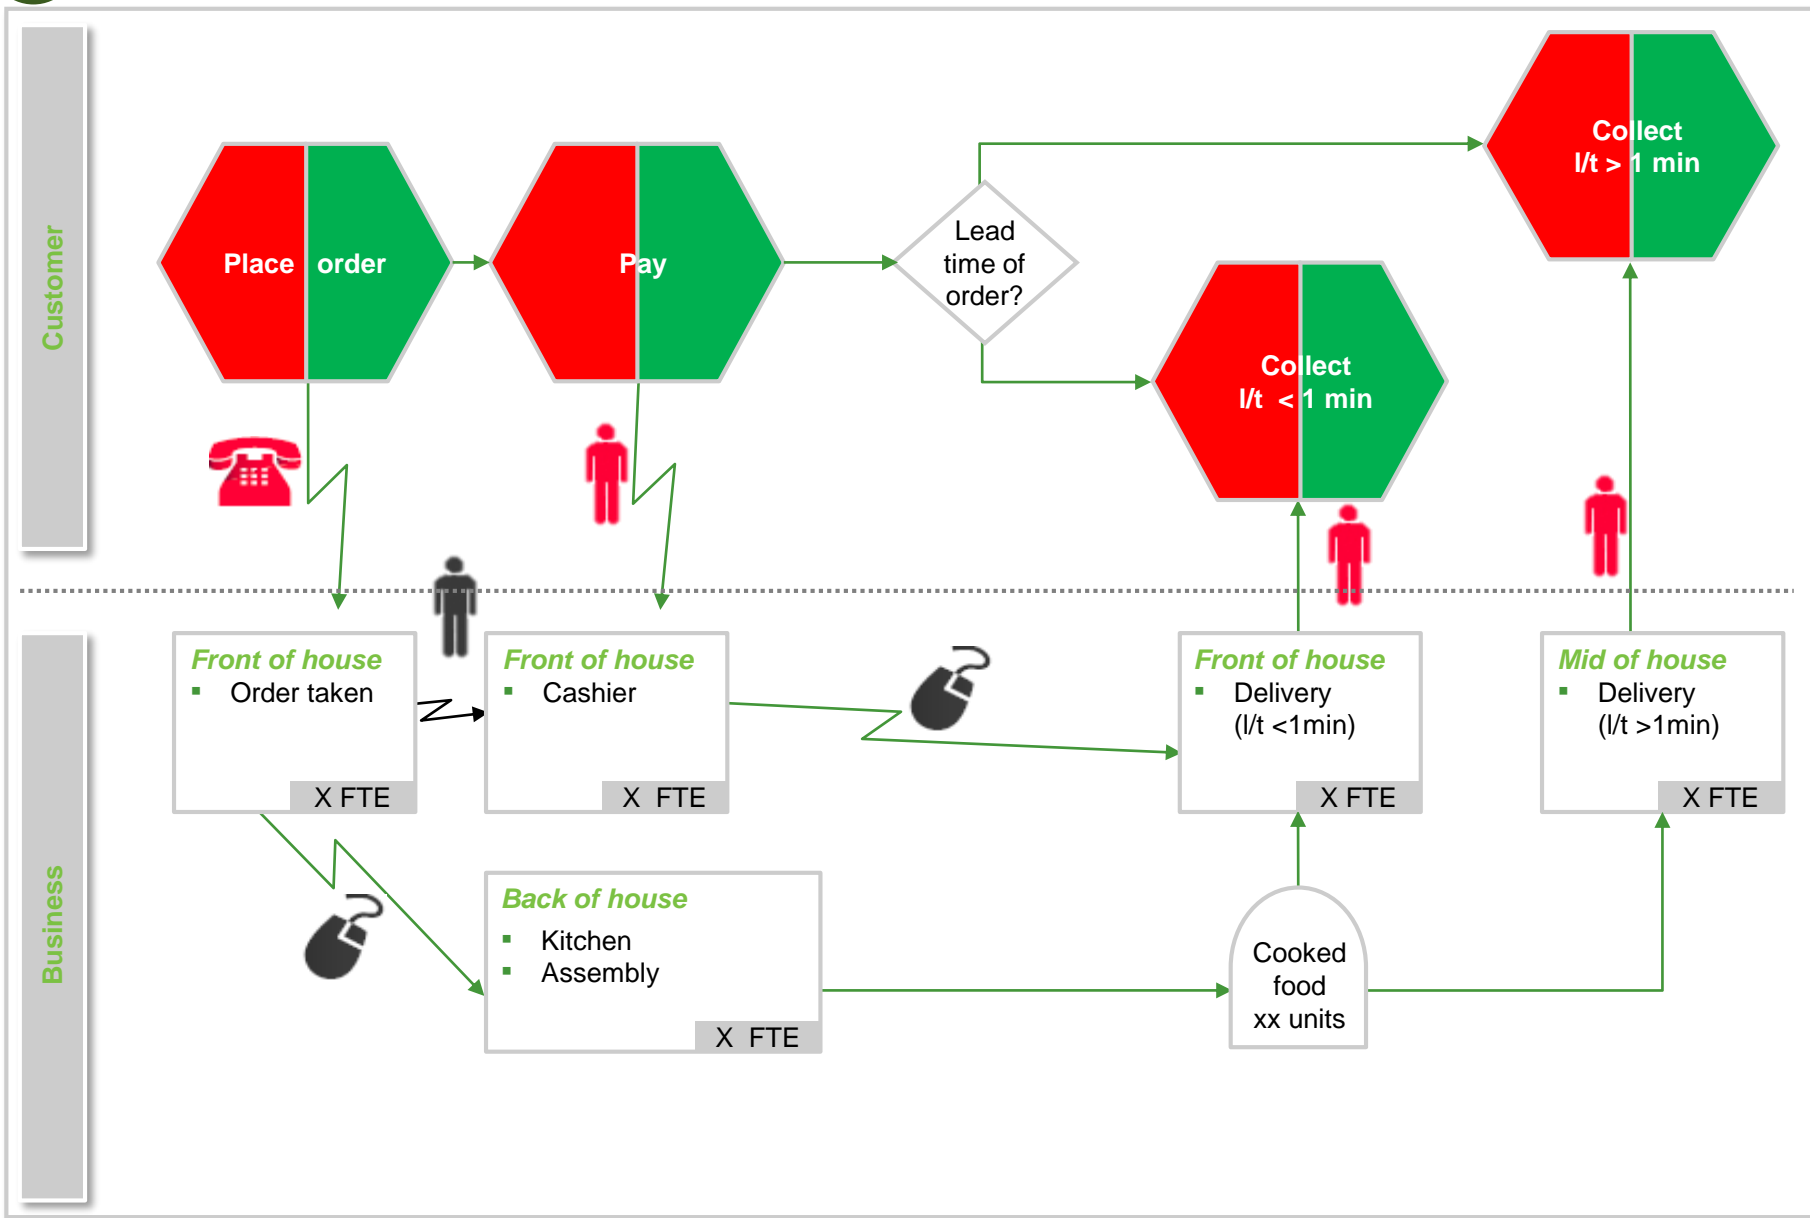 Customer
Place order
Pay
Lead
time of
order?
Collect
l/t > 1 min
Collect
l/t < 1 min
Business
Front of house
▪ Order taken
X FTE
Front of house
▪ Cashier
X FTE
Front of house
▪ Delivery
(l/t <1min)
X FTE
Mid of house
▪ Delivery
(l/t >1min)
X FTE
Back of house
▪ Kitchen
▪ Assembly
X FTE
Cooked
food
xx units